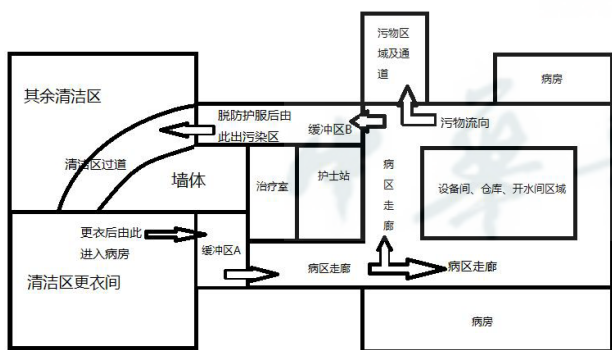 污物区
域及通
道
病房
其余清洁区
脱防护服后由
此出污染区
缓冲区B
污物流向
清洁区过道
墙体
治疗室
护士站
病
区
走
廊
设备间、仓库、开水间区域
更衣后由此
进入病房
缓冲区A
清洁区更衣间
病区走廊
病区走廊
病房
中華